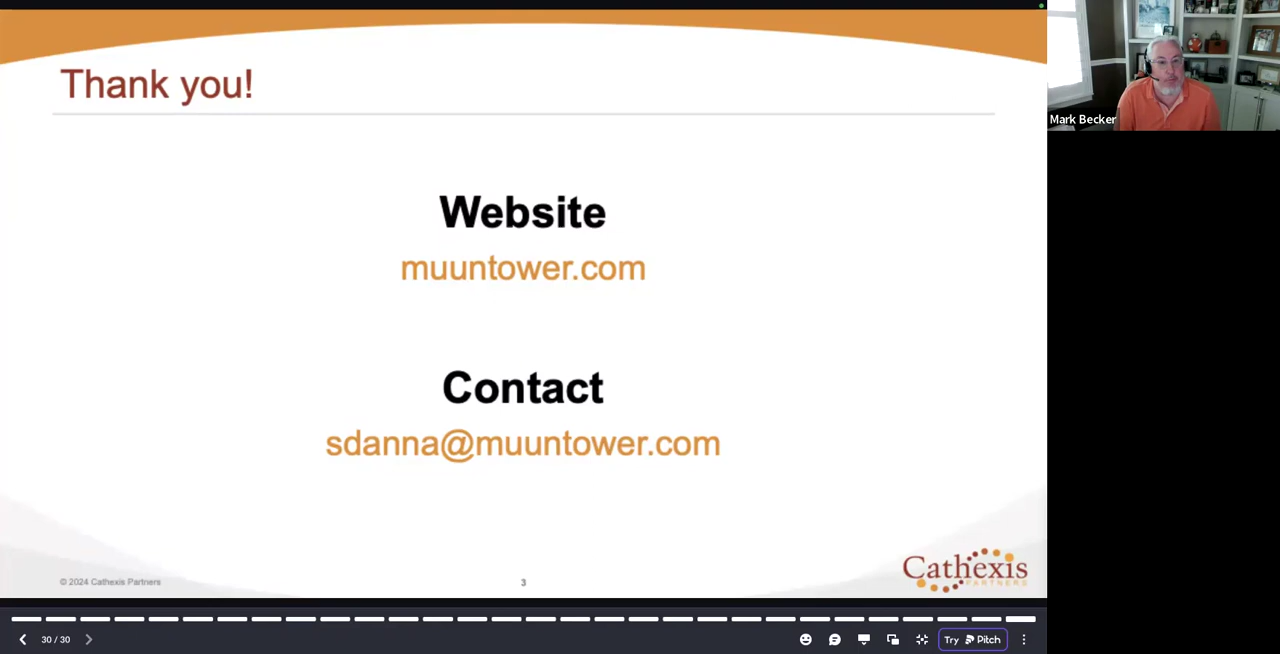 Thank you!
Website
muuntower.com
Contact
sdanna@muuntower.com
© 2024 Cathexis Partners
3
Cathexis
PARTNERS
Mark Becker
30 / 30
Try Pitch